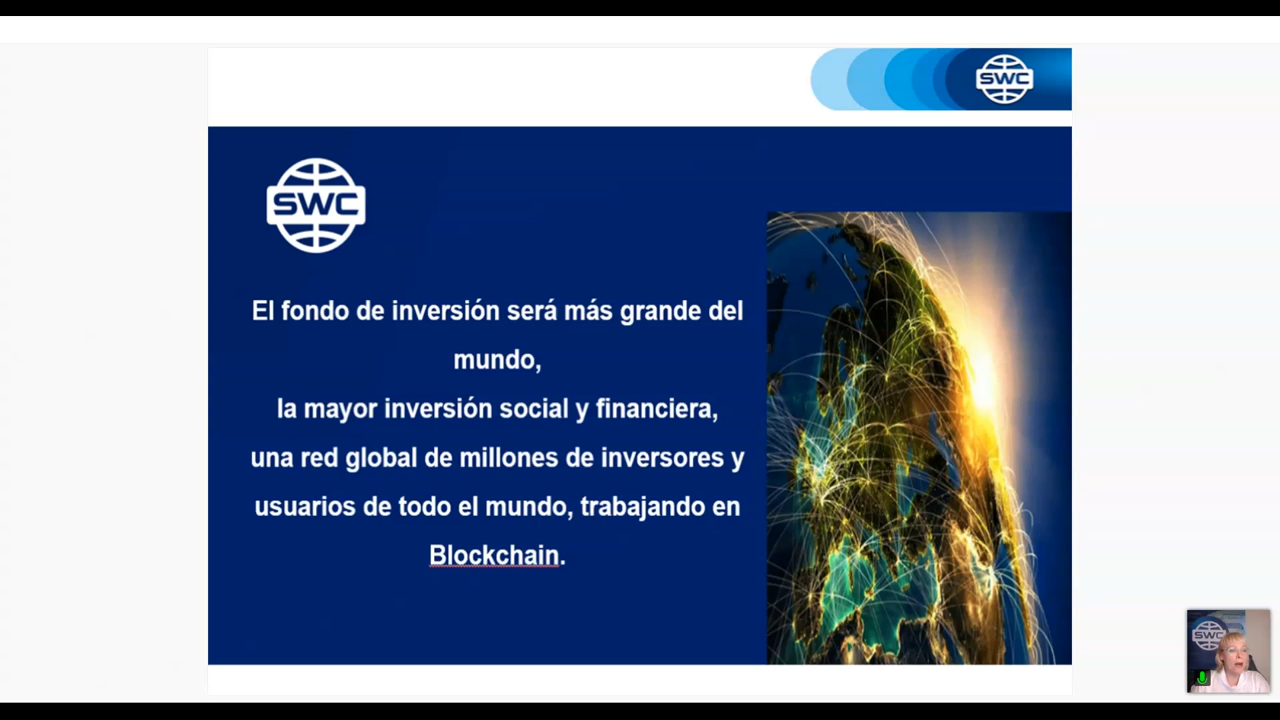 SWC
SWC
El fondo de inversión será más grande del
mundo,
la mayor inversión social y financiera,
una red global de millones de inversores y
usuarios de todo el mundo, trabajando en
Blockchain.
SWC